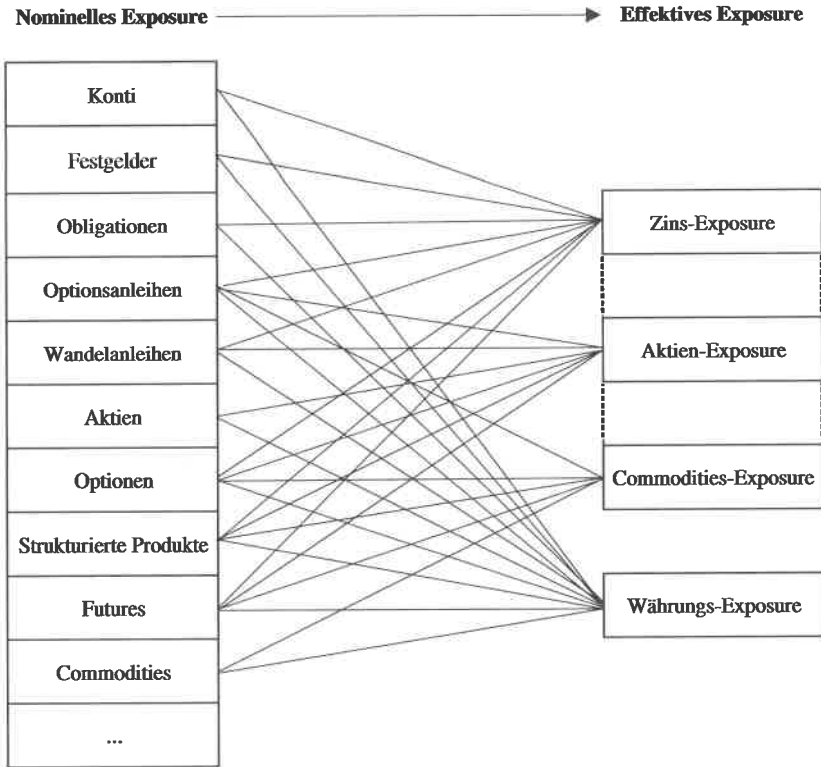 Nominelles Exposure
Effektives Exposure
Konti
Festgelder
Obligationen
Optionsanleihen
Wandelanleihen
Aktien
Optionen
Strukturierte Produkte
Futures
Commodities
...
Zins-Exposure
Aktien-Exposure
Commodities-Exposure
Währungs-Exposure